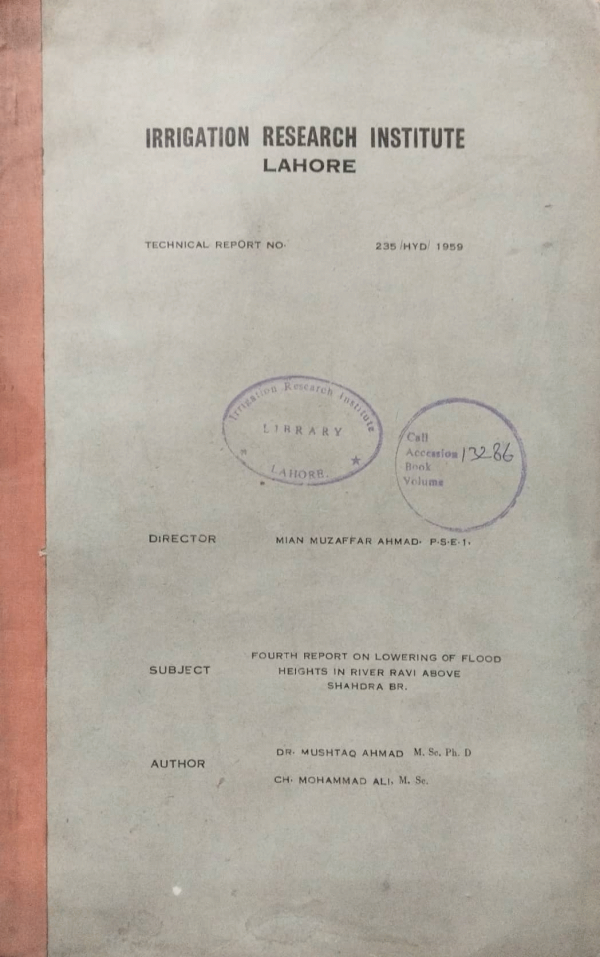 IRRIGATION RESEARCH INSTITUTE
LAHORE
TECHNICAL REPORT NO. 235/HYD/ 1959
Irrigation Research Institute
LIBRARY
LAHORE.
Call
Accession 13286
Book
Volume
DIRECTOR MIAN MUZAFFAR AHMAD. P.S.E.1.
SUBJECT FOURTH REPORT ON LOWERING OF FLOOD
HEIGHTS IN RIVER RAVI ABOVE
SHAHDRA BR.
AUTHOR DR. MUSHTAQ AHMAD M. Sc. Ph. D
CH. MOHAMMAD ALI, M. Sc.